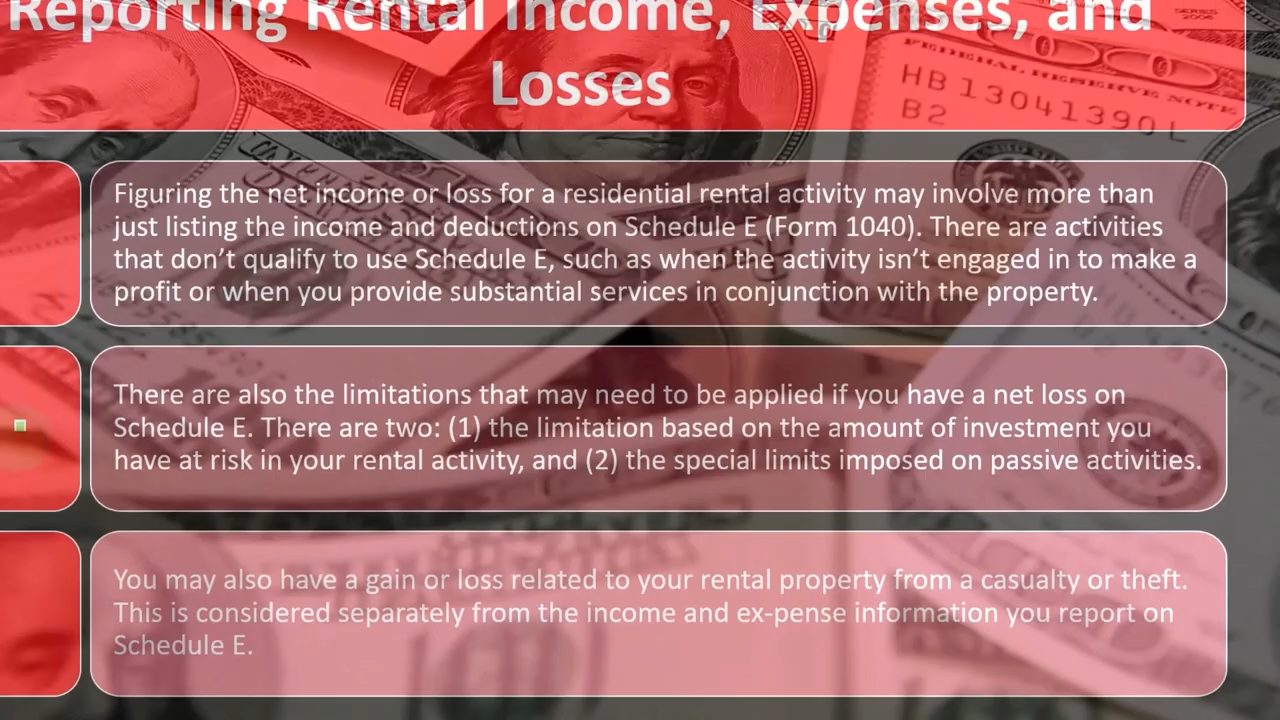 Reporting Rental Income, Expenses, and
Losses
SERIES
2006
FEDERAL RESERVE NOTE
HB 13041390 L
B2
Figuring the net income or loss for a residential rental activity may involve more than
just listing the income and deductions on Schedule E (Form 1040). There are activities
that don’t qualify to use Schedule E, such as when the activity isn’t engaged in to make a
profit or when you provide substantial services in conjunction with the property.
There are also the limitations that may need to be applied if you have a net loss on
Schedule E. There are two: (1) the limitation based on the amount of investment you
have at risk in your rental activity, and (2) the special limits imposed on passive activities.
You may also have a gain or loss related to your rental property from a casualty or theft.
This is considered separately from the income and ex-pense information you report on
Schedule E.